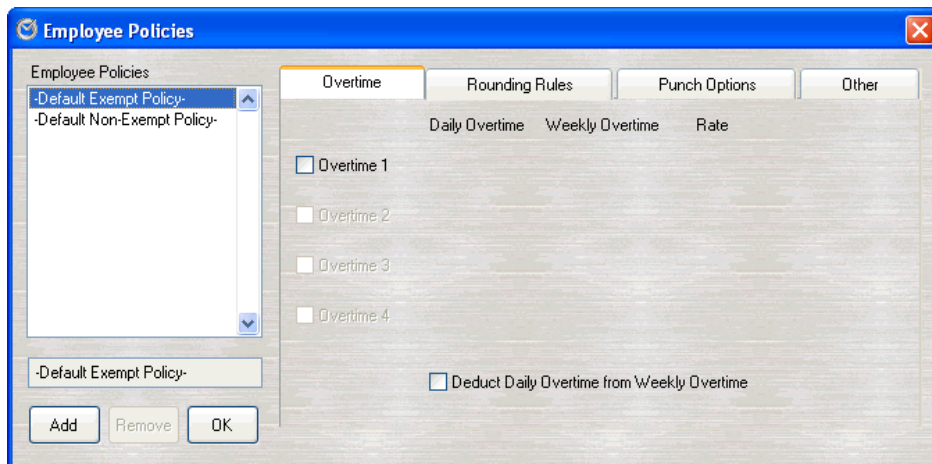 Employee Policies
Employee Policies
-Default Exempt Policy-
-Default Non-Exempt Policy-
-Default Exempt Policy-
Add Remove OK
Overtime Rounding Rules Punch Options Other
Daily Overtime Weekly Overtime Rate
Overtime 1
Overtime 2
Overtime 3
Overtime 4
Deduct Daily Overtime from Weekly Overtime